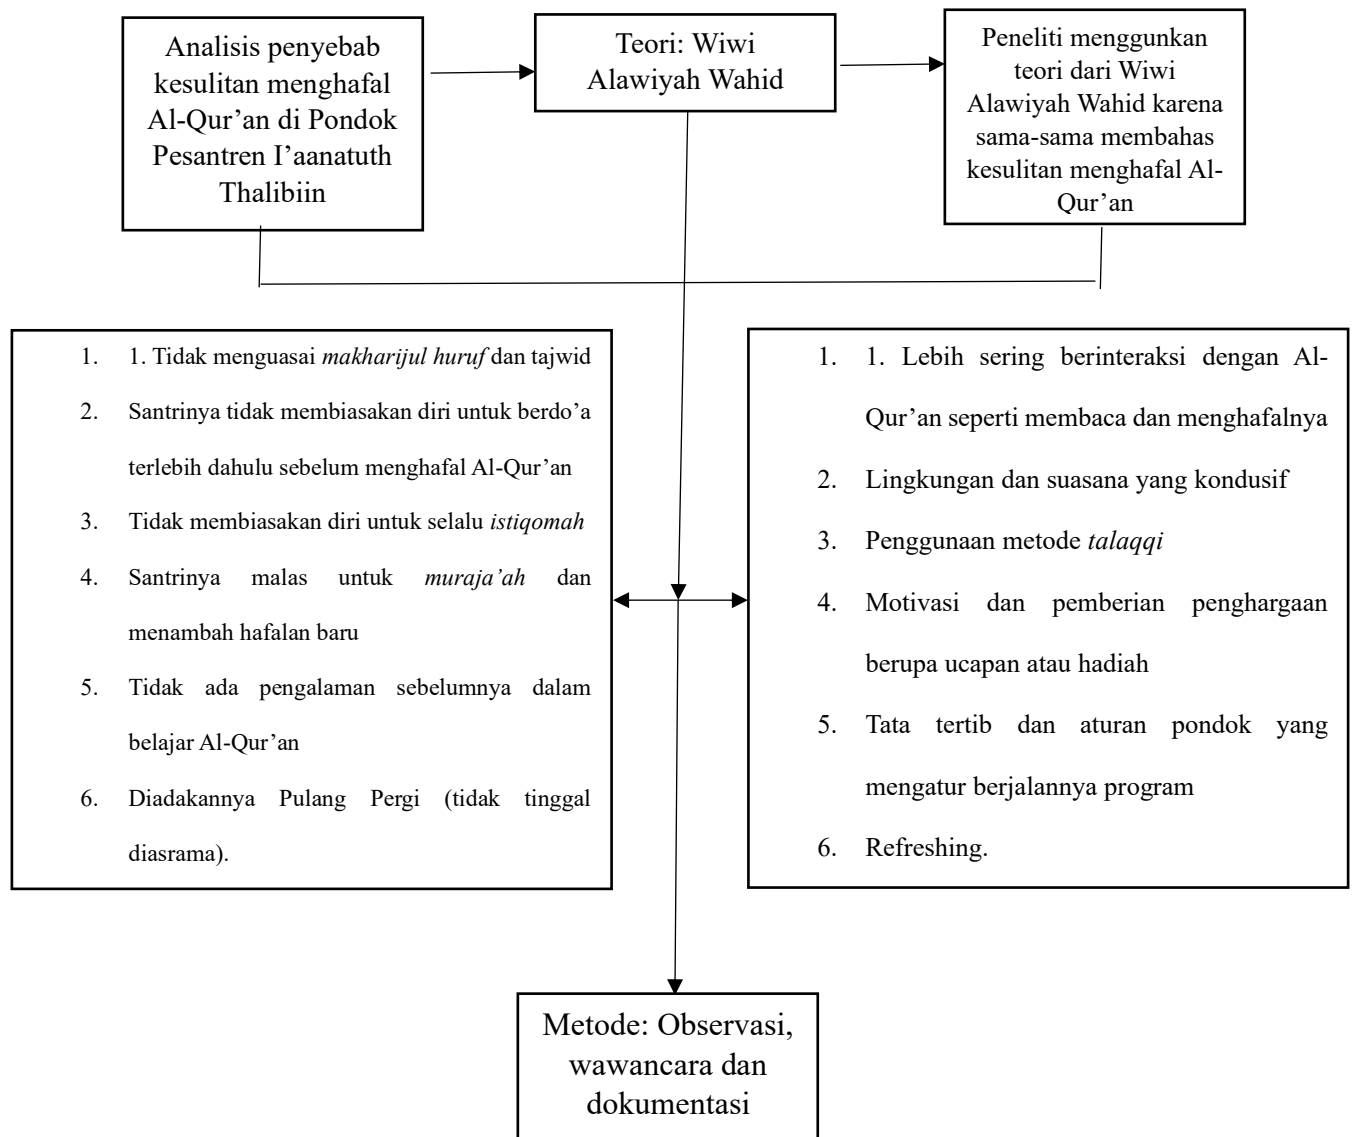 Analisis penyebab
kesulitan menghafal
Al-Qur’an di Pondok
Pesantren I’aanatuth
Thalibiin
Teori: Wiwi
Alawiyah Wahid
Peneliti menggunkan
teori dari Wiwi
Alawiyah Wahid karena
sama-sama membahas
kesulitan menghafal Al-
Qur’an
1. 1. Tidak menguasai makharijul huruf dan tajwid
2. Santrinya tidak membiasakan diri untuk berdo’a
terlebih dahulu sebelum menghafal Al-Qur’an
3. Tidak membiasakan diri untuk selalu istiqomah
4. Santrinya malas untuk muraja’ah dan
menambah hafalan baru
5. Tidak ada pengalaman sebelumnya dalam
belajar Al-Qur’an
6. Diadakannya Pulang Pergi (tidak tinggal
diasrama).
1. 1. Lebih sering berinteraksi dengan Al-
Qur’an seperti membaca dan menghafalnya
2. Lingkungan dan suasana yang kondusif
3. Penggunaan metode talaqqi
4. Motivasi dan pemberian penghargaan
berupa ucapan atau hadiah
5. Tata tertib dan aturan pondok yang
mengatur berjalannya program
6. Refreshing.
Metode: Observasi,
wawancara dan
dokumentasi